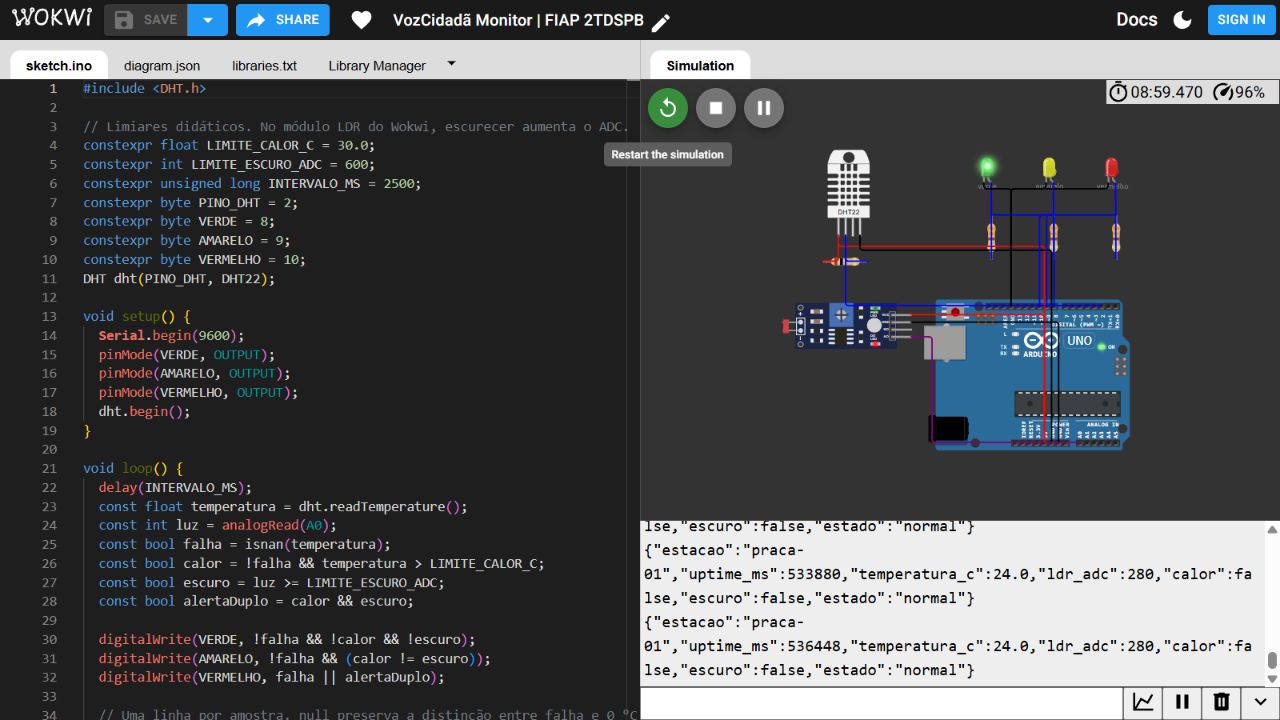 WOKWI
SAVE
SHARE
VozCidadã Monitor | FIAP 2TDSPB
Docs
SIGN IN
sketch.ino
diagram.json
libraries.txt
Library Manager
Simulation
1 #include <DHT.h>
2
3 // Limiares didáticos. No módulo LDR do Wokwi, escurecer aumenta o ADC.
4 constexpr float LIMITE_CALOR_C = 30.0;
5 constexpr int LIMITE_ESCURO_ADC = 600;
6 constexpr unsigned long INTERVALO_MS = 2500;
7 constexpr byte PINO_DHT = 2;
8 constexpr byte VERDE = 8;
9 constexpr byte AMARELO = 9;
10 constexpr byte VERMELHO = 10;
11 DHT dht(PINO_DHT, DHT22);
12
13 void setup() {
14 Serial.begin(9600);
15 pinMode(VERDE, OUTPUT);
16 pinMode(AMARELO, OUTPUT);
17 pinMode(VERMELHO, OUTPUT);
18 dht.begin();
19 }
20
21 void loop() {
22 delay(INTERVALO_MS);
23 const float temperatura = dht.readTemperature();
24 const int luz = analogRead(A0);
25 const bool falha = isnan(temperatura);
26 const bool calor = !falha && temperatura > LIMITE_CALOR_C;
27 const bool escuro = luz >= LIMITE_ESCURO_ADC;
28 const bool alertaDuplo = calor && escuro;
29
30 digitalWrite(VERDE, !falha && !calor && !escuro);
31 digitalWrite(AMARELO, !falha && (calor != escuro));
32 digitalWrite(VERMELHO, falha || alertaDuplo);
33
34 // Uma linha por amostra. null preserva a distinção entre falha e 0 °C
08:59.470
96%
Restart the simulation
DHT22
DIGITAL (PWM ~)
UNO
ARDUINO
L
TX
RX
ON
POWER
ANALOG IN
lse,"escuro":false,"estado":"normal"}
{"estacao":"praca-
01","uptime_ms":533880,"temperatura_c":24.0,"ldr_adc":280,"calor":fa
lse,"escuro":false,"estado":"normal"}
{"estacao":"praca-
01","uptime_ms":536448,"temperatura_c":24.0,"ldr_adc":280,"calor":fa
lse,"escuro":false,"estado":"normal"}